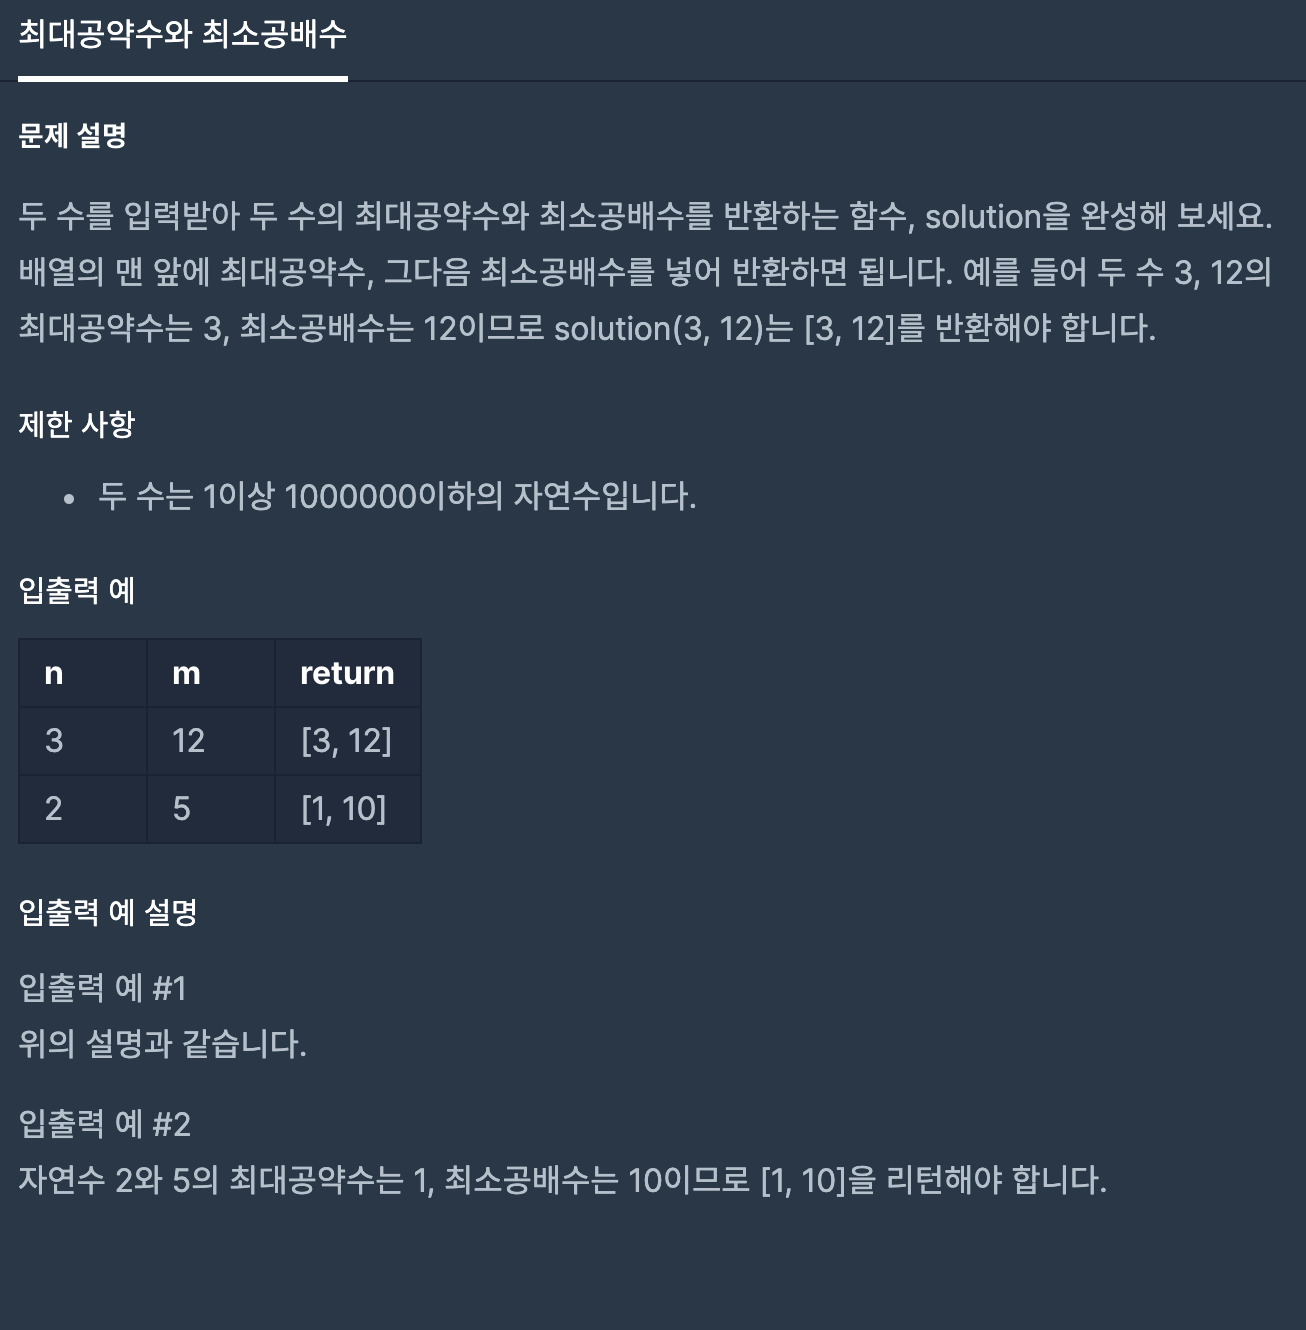 최대공약수와 최소공배수
문제 설명
두 수를 입력받아 두 수의 최대공약수와 최소공배수를 반환하는 함수, solution을 완성해 보세요.
배열의 맨 앞에 최대공약수, 그다음 최소공배수를 넣어 반환하면 됩니다. 예를 들어 두 수 3, 12의
최대공약수는 3, 최소공배수는 12이므로 solution(3, 12)는 [3, 12]를 반환해야 합니다.
제한 사항
• 두 수는 1이상 1000000이하의 자연수입니다.
입출력 예
n m return
3 12 [3, 12]
2 5 [1, 10]
입출력 예 설명
입출력 예 #1
위의 설명과 같습니다.
입출력 예 #2
자연수 2와 5의 최대공약수는 1, 최소공배수는 10이므로 [1, 10]을 리턴해야 합니다.